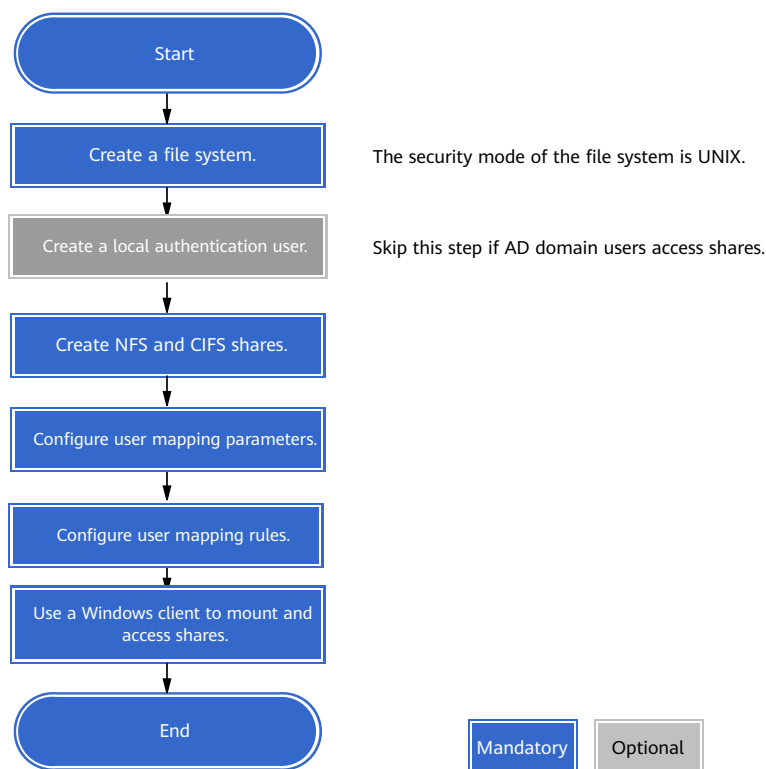 Start
Create a file system.
The security mode of the file system is UNIX.
Create a local authentication user.
Skip this step if AD domain users access shares.
Create NFS and CIFS shares.
Configure user mapping parameters.
Configure user mapping rules.
Use a Windows client to mount and
access shares.
End
Mandatory
Optional